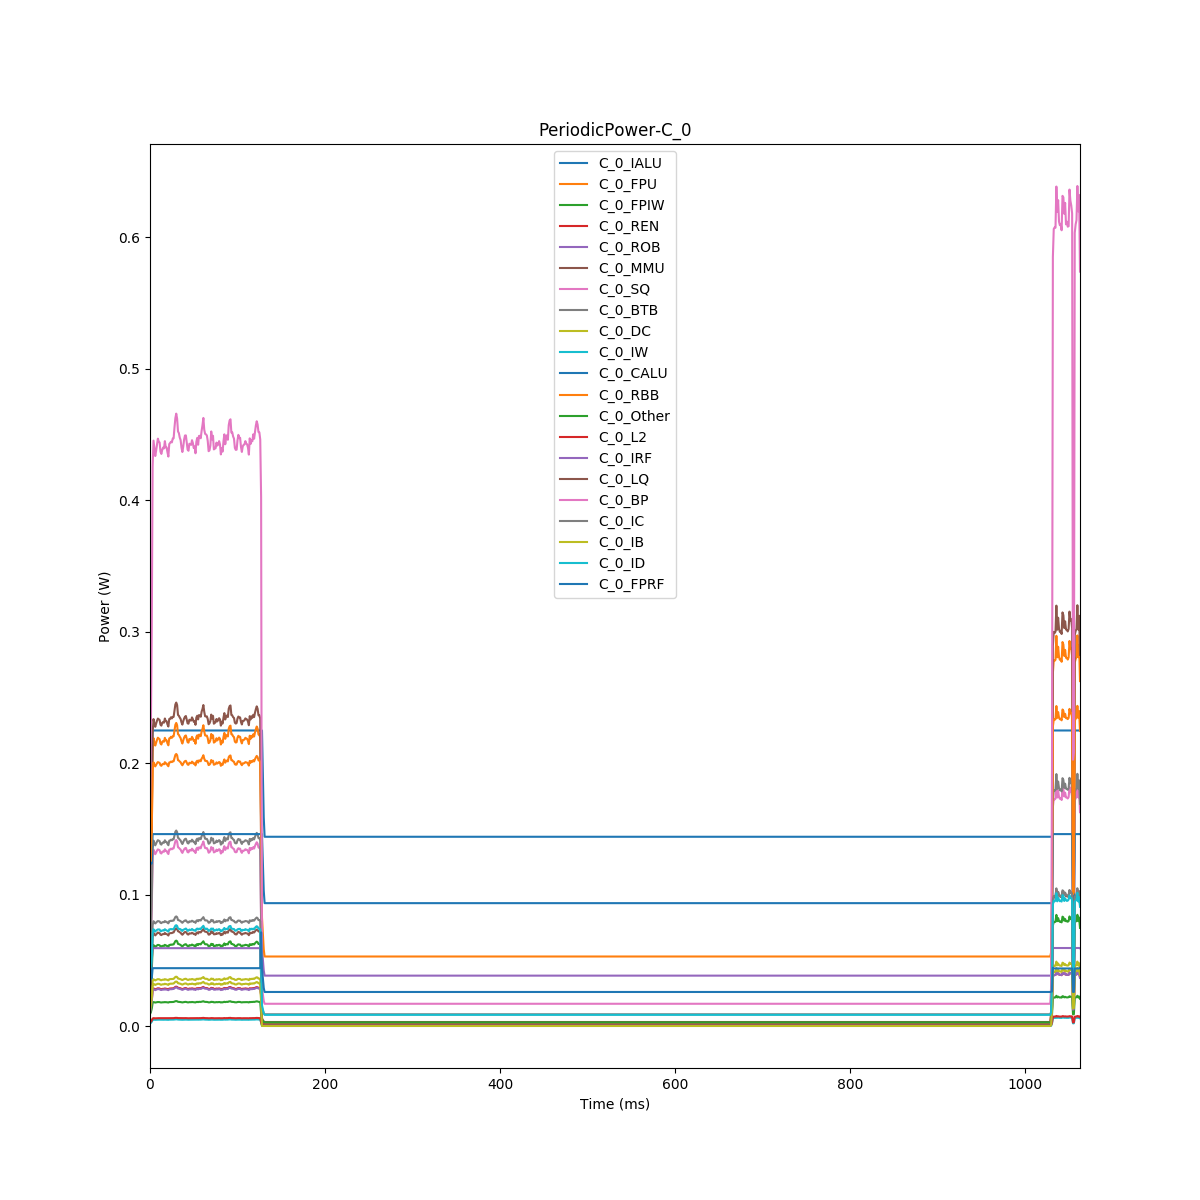 PeriodicPower-C_0
C_0_IALU
C_0_FPU
C_0_FPIW
C_0_REN
C_0_ROB
C_0_MMU
C_0_SQ
C_0_BTB
C_0_DC
C_0_IW
C_0_CALU
C_0_RBB
C_0_Other
C_0_L2
C_0_IRF
C_0_LQ
C_0_BP
C_0_IC
C_0_IB
C_0_ID
C_0_FPRF
Power (W)
0.6
0.5
0.4
0.3
0.2
0.1
0.0
0 200 400 600 800 1000
Time (ms)